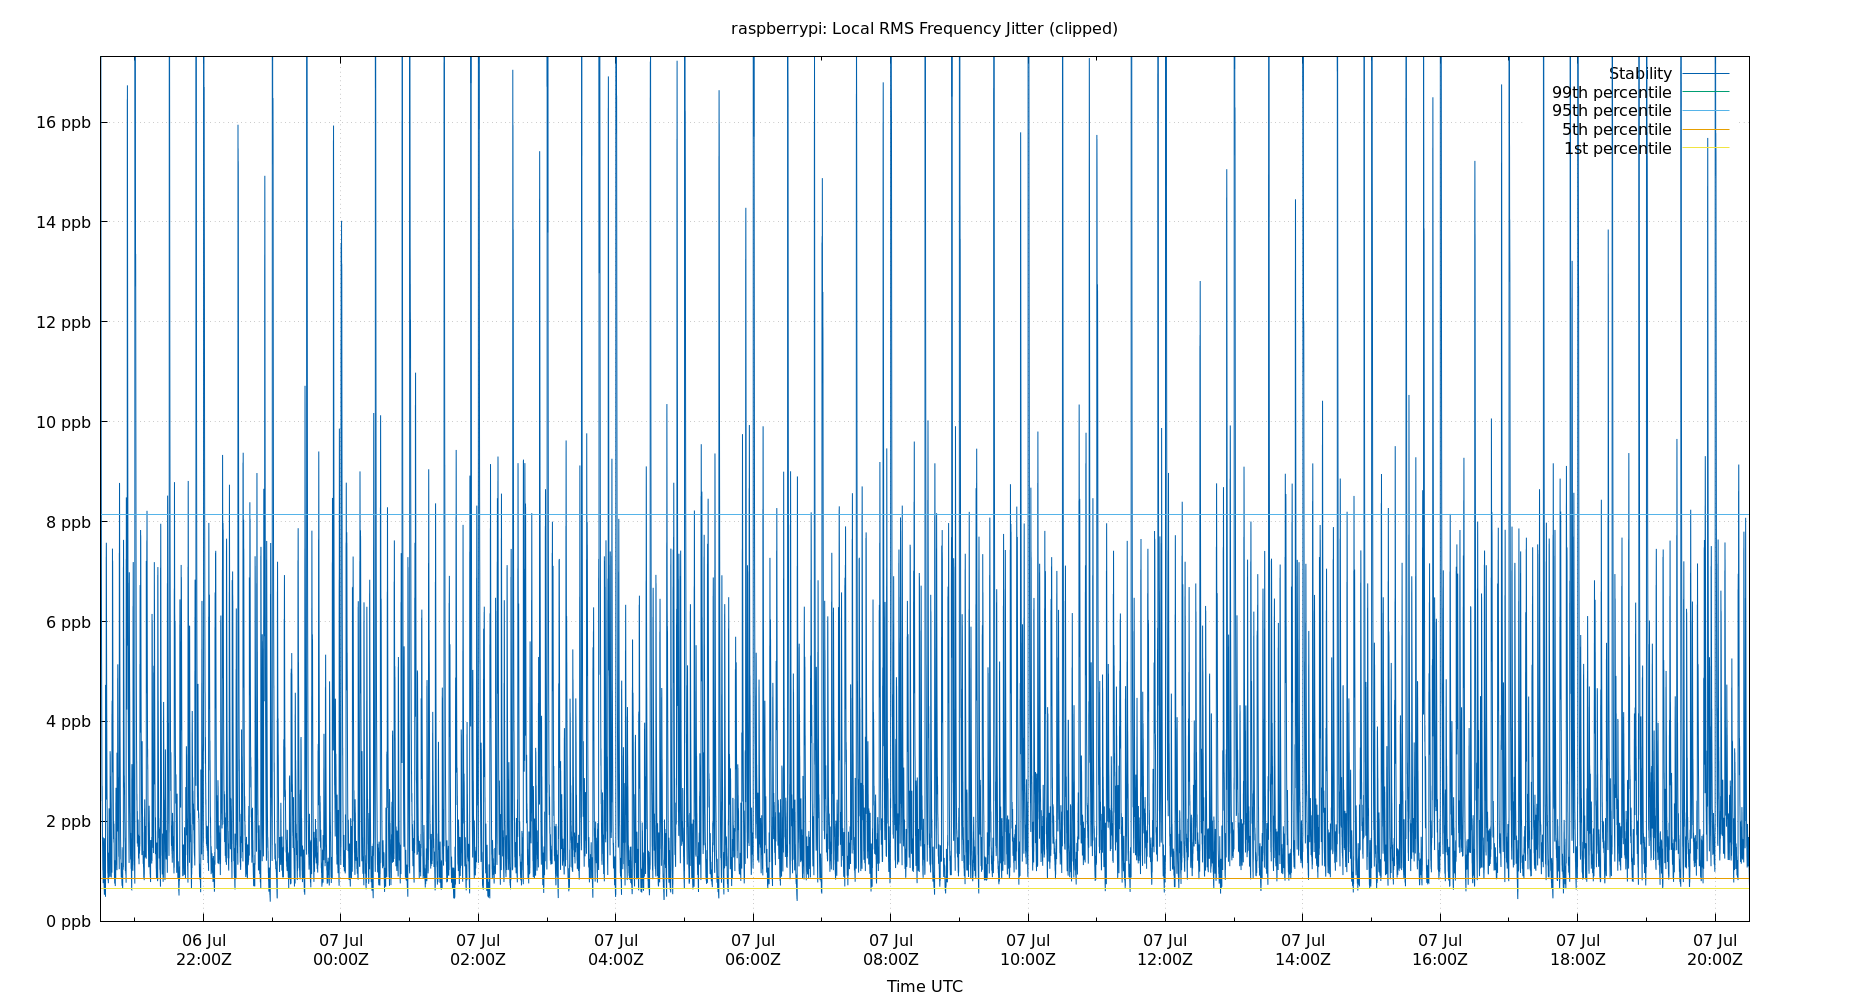 raspberrypi: Local RMS Frequency Jitter (clipped)
Stability
99th percentile
95th percentile
5th percentile
1st percentile
16 ppb
14 ppb
12 ppb
10 ppb
8 ppb
6 ppb
4 ppb
2 ppb
0 ppb
06 Jul 07 Jul 07 Jul 07 Jul 07 Jul 07 Jul 07 Jul 07 Jul 07 Jul 07 Jul 07 Jul 07 Jul
22:00Z 00:00Z 02:00Z 04:00Z 06:00Z 08:00Z 10:00Z 12:00Z 14:00Z 16:00Z 18:00Z 20:00Z
Time UTC